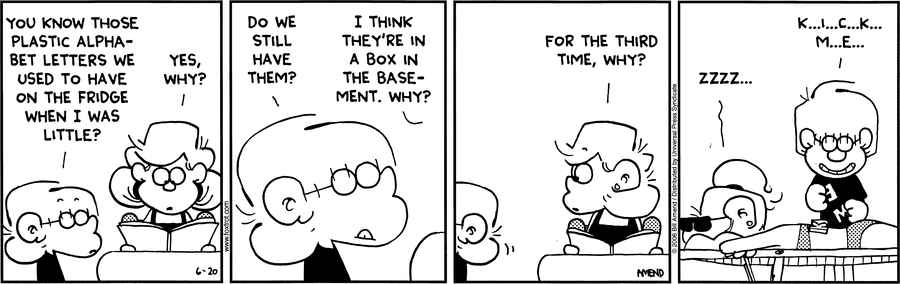 YOU KNOW THOSE
PLASTIC ALPHA-
BET LETTERS WE
USED TO HAVE
ON THE FRIDGE
WHEN I WAS
LITTLE?
YES,
WHY?
www.foxtrot.com
6-20
DO WE
STILL
HAVE
THEM?
I THINK
THEY'RE IN
A BOX IN
THE BASE-
MENT. WHY?
FOR THE THIRD
TIME, WHY?
AMEND
© 2006 Bill Amend / Distributed by Universal Press Syndicate
ZZZZ...
K...I...C...K...
M...E...
E
N
M